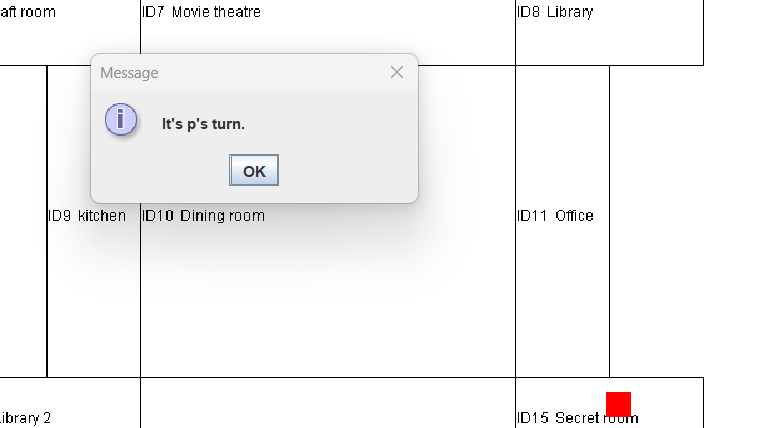 aft room
ID7 Movie theatre
ID8 Library
Message
It's p's turn.
OK
ID9 kitchen
ID10 Dining room
ID11 Office
ibrary 2
ID15 Secret room